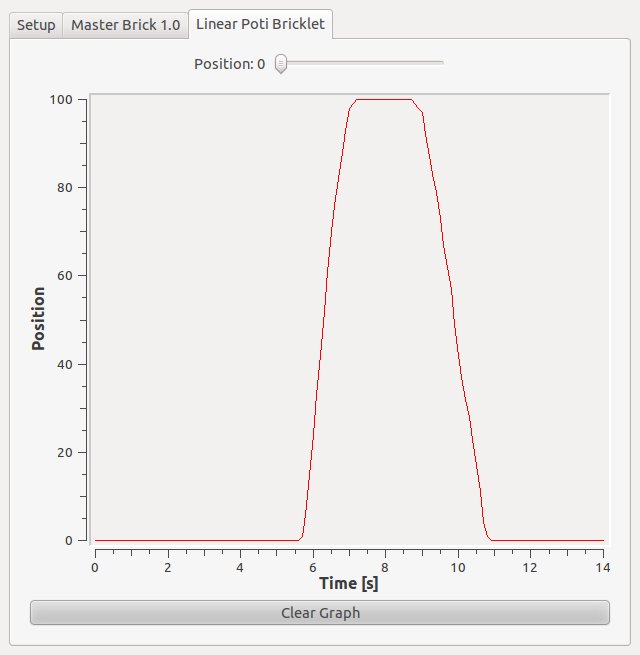 Setup Master Brick 1.0 Linear Poti Bricklet
Position: 0
100
80
60
40
20
0
Position
0 2 4 6 8 10 12 14
Time [s]
Clear Graph